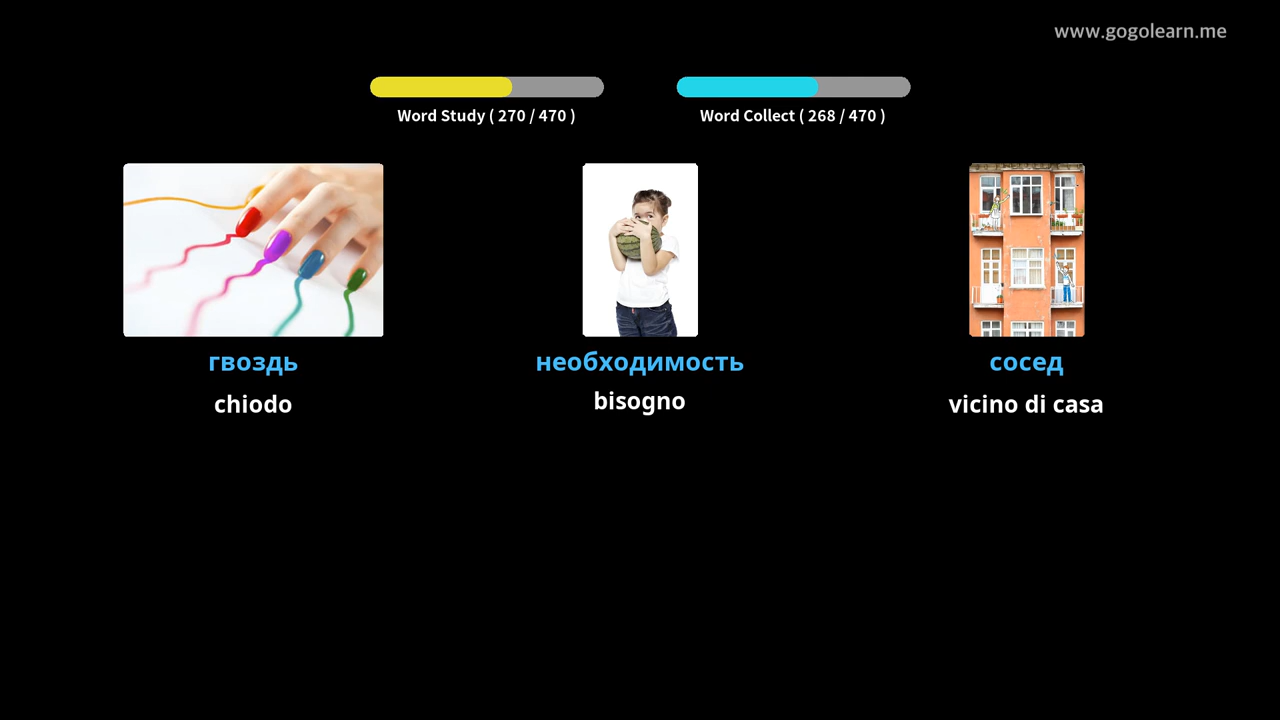 www.gogolearn.me
Word Study ( 270 / 470 )
Word Collect ( 268 / 470 )
гвоздь
необходимость
сосед
chiodo
bisogno
vicino di casa